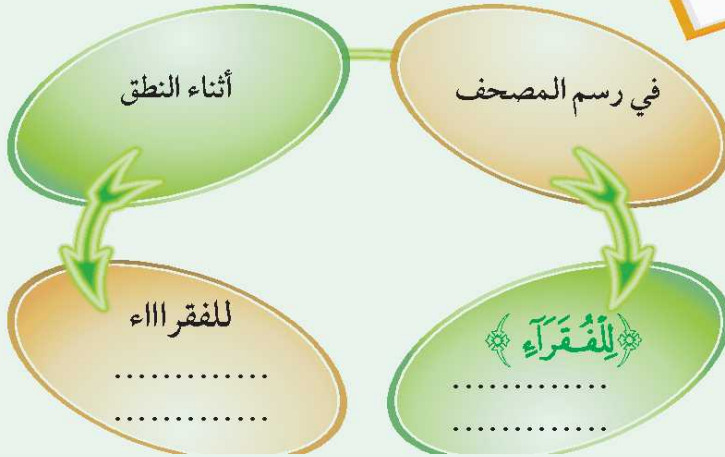 في رسم المصحف
أثناء النطق
﴿لِلْفُقَرَآءِ﴾
.............
.............
للفقراااء
.............
.............